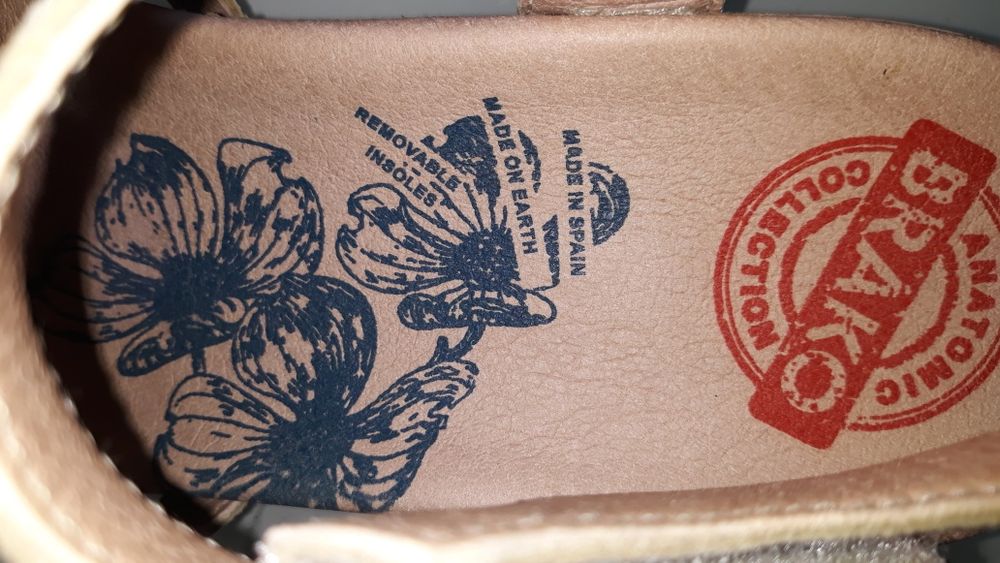 REMOVABLE
INSOLES
MADE ON EARTH
MADE IN SPAIN
BRAKO
ANATOMIC
COLLECTION